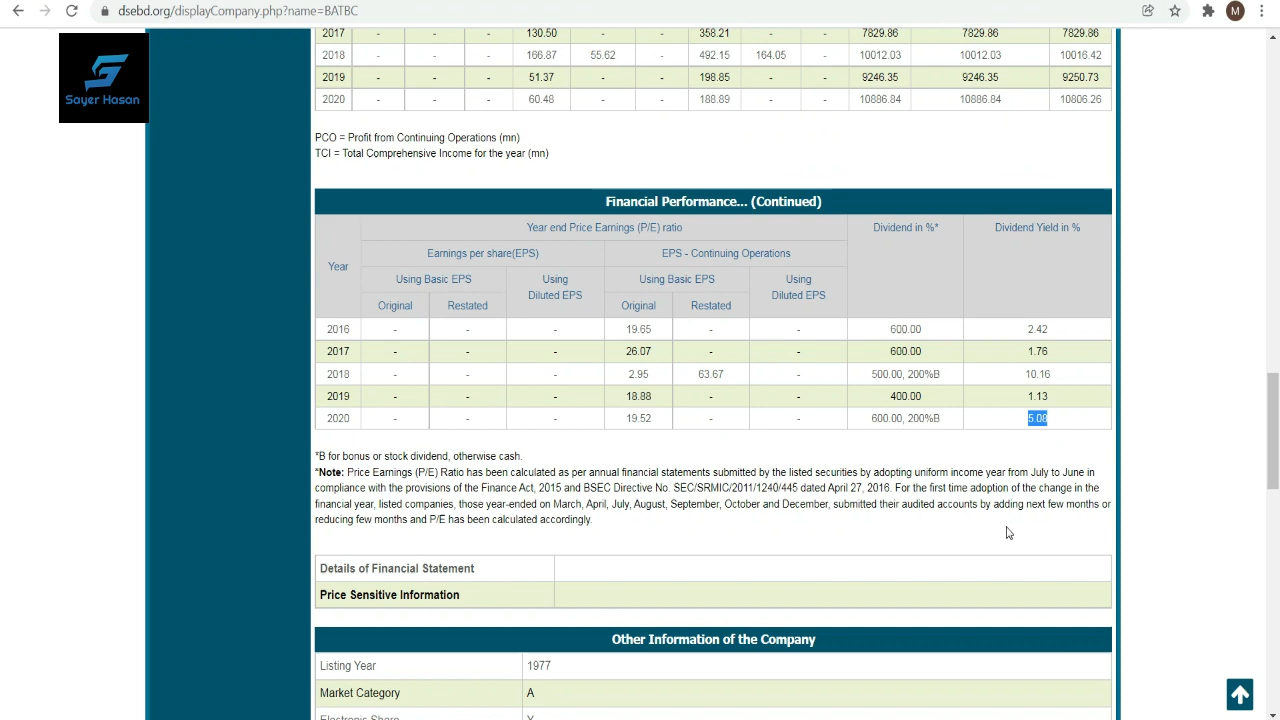 dsebd.org/displayCompany.php?name=BATBC
M
Sayer Hasan
2017 - - - 130.50 - - 358.21 - - 7829.86 7829.86 7829.86
2018 - - - 166.87 55.62 - 492.15 164.05 - 10012.03 10012.03 10016.42
2019 - - - 51.37 - - 198.85 - - 9246.35 9246.35 9250.73
2020 - - - 60.48 - - 188.89 - - 10886.84 10886.84 10806.26
PCO = Profit from Continuing Operations (mn)
TCI = Total Comprehensive Income for the year (mn)
Financial Performance... (Continued)
Year end Price Earnings (P/E) ratio Dividend in %* Dividend Yield in %
Year
Earnings per share(EPS) EPS - Continuing Operations
Using Basic EPS Using Diluted EPS Using Basic EPS Using Diluted EPS
Original Restated Original Restated
2016 - - - 19.65 - - 600.00 2.42
2017 - - - 26.07 - - 600.00 1.76
2018 - - - 2.95 63.67 - 500.00, 200%B 10.16
2019 - - - 18.88 - - 400.00 1.13
2020 - - - 19.52 - - 600.00, 200%B 5.08
*B for bonus or stock dividend, otherwise cash.
*Note: Price Earnings (P/E) Ratio has been calculated as per annual financial statements submitted by the listed securities by adopting uniform income year from July to June in
compliance with the provisions of the Finance Act, 2015 and BSEC Directive No. SEC/SRMIC/2011/1240/445 dated April 27, 2016. For the first time adoption of the change in the
financial year, listed companies, those year-ended on March, April, July, August, September, October and December, submitted their audited accounts by adding next few months or
reducing few months and P/E has been calculated accordingly.
Details of Financial Statement
Price Sensitive Information
Other Information of the Company
Listing Year 1977
Market Category A
Electronic Share Y